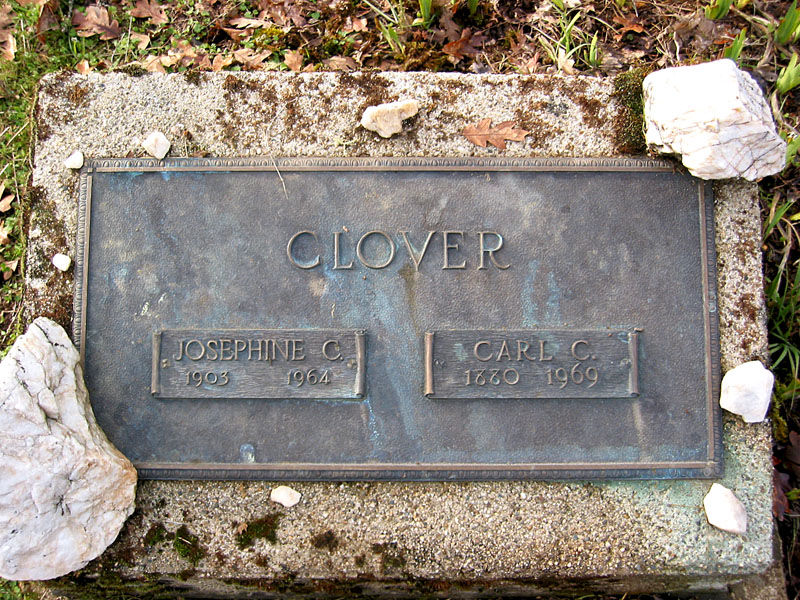 CLOVER
JOSEPHINE C.
1903 1964
CARL C.
1880 1969